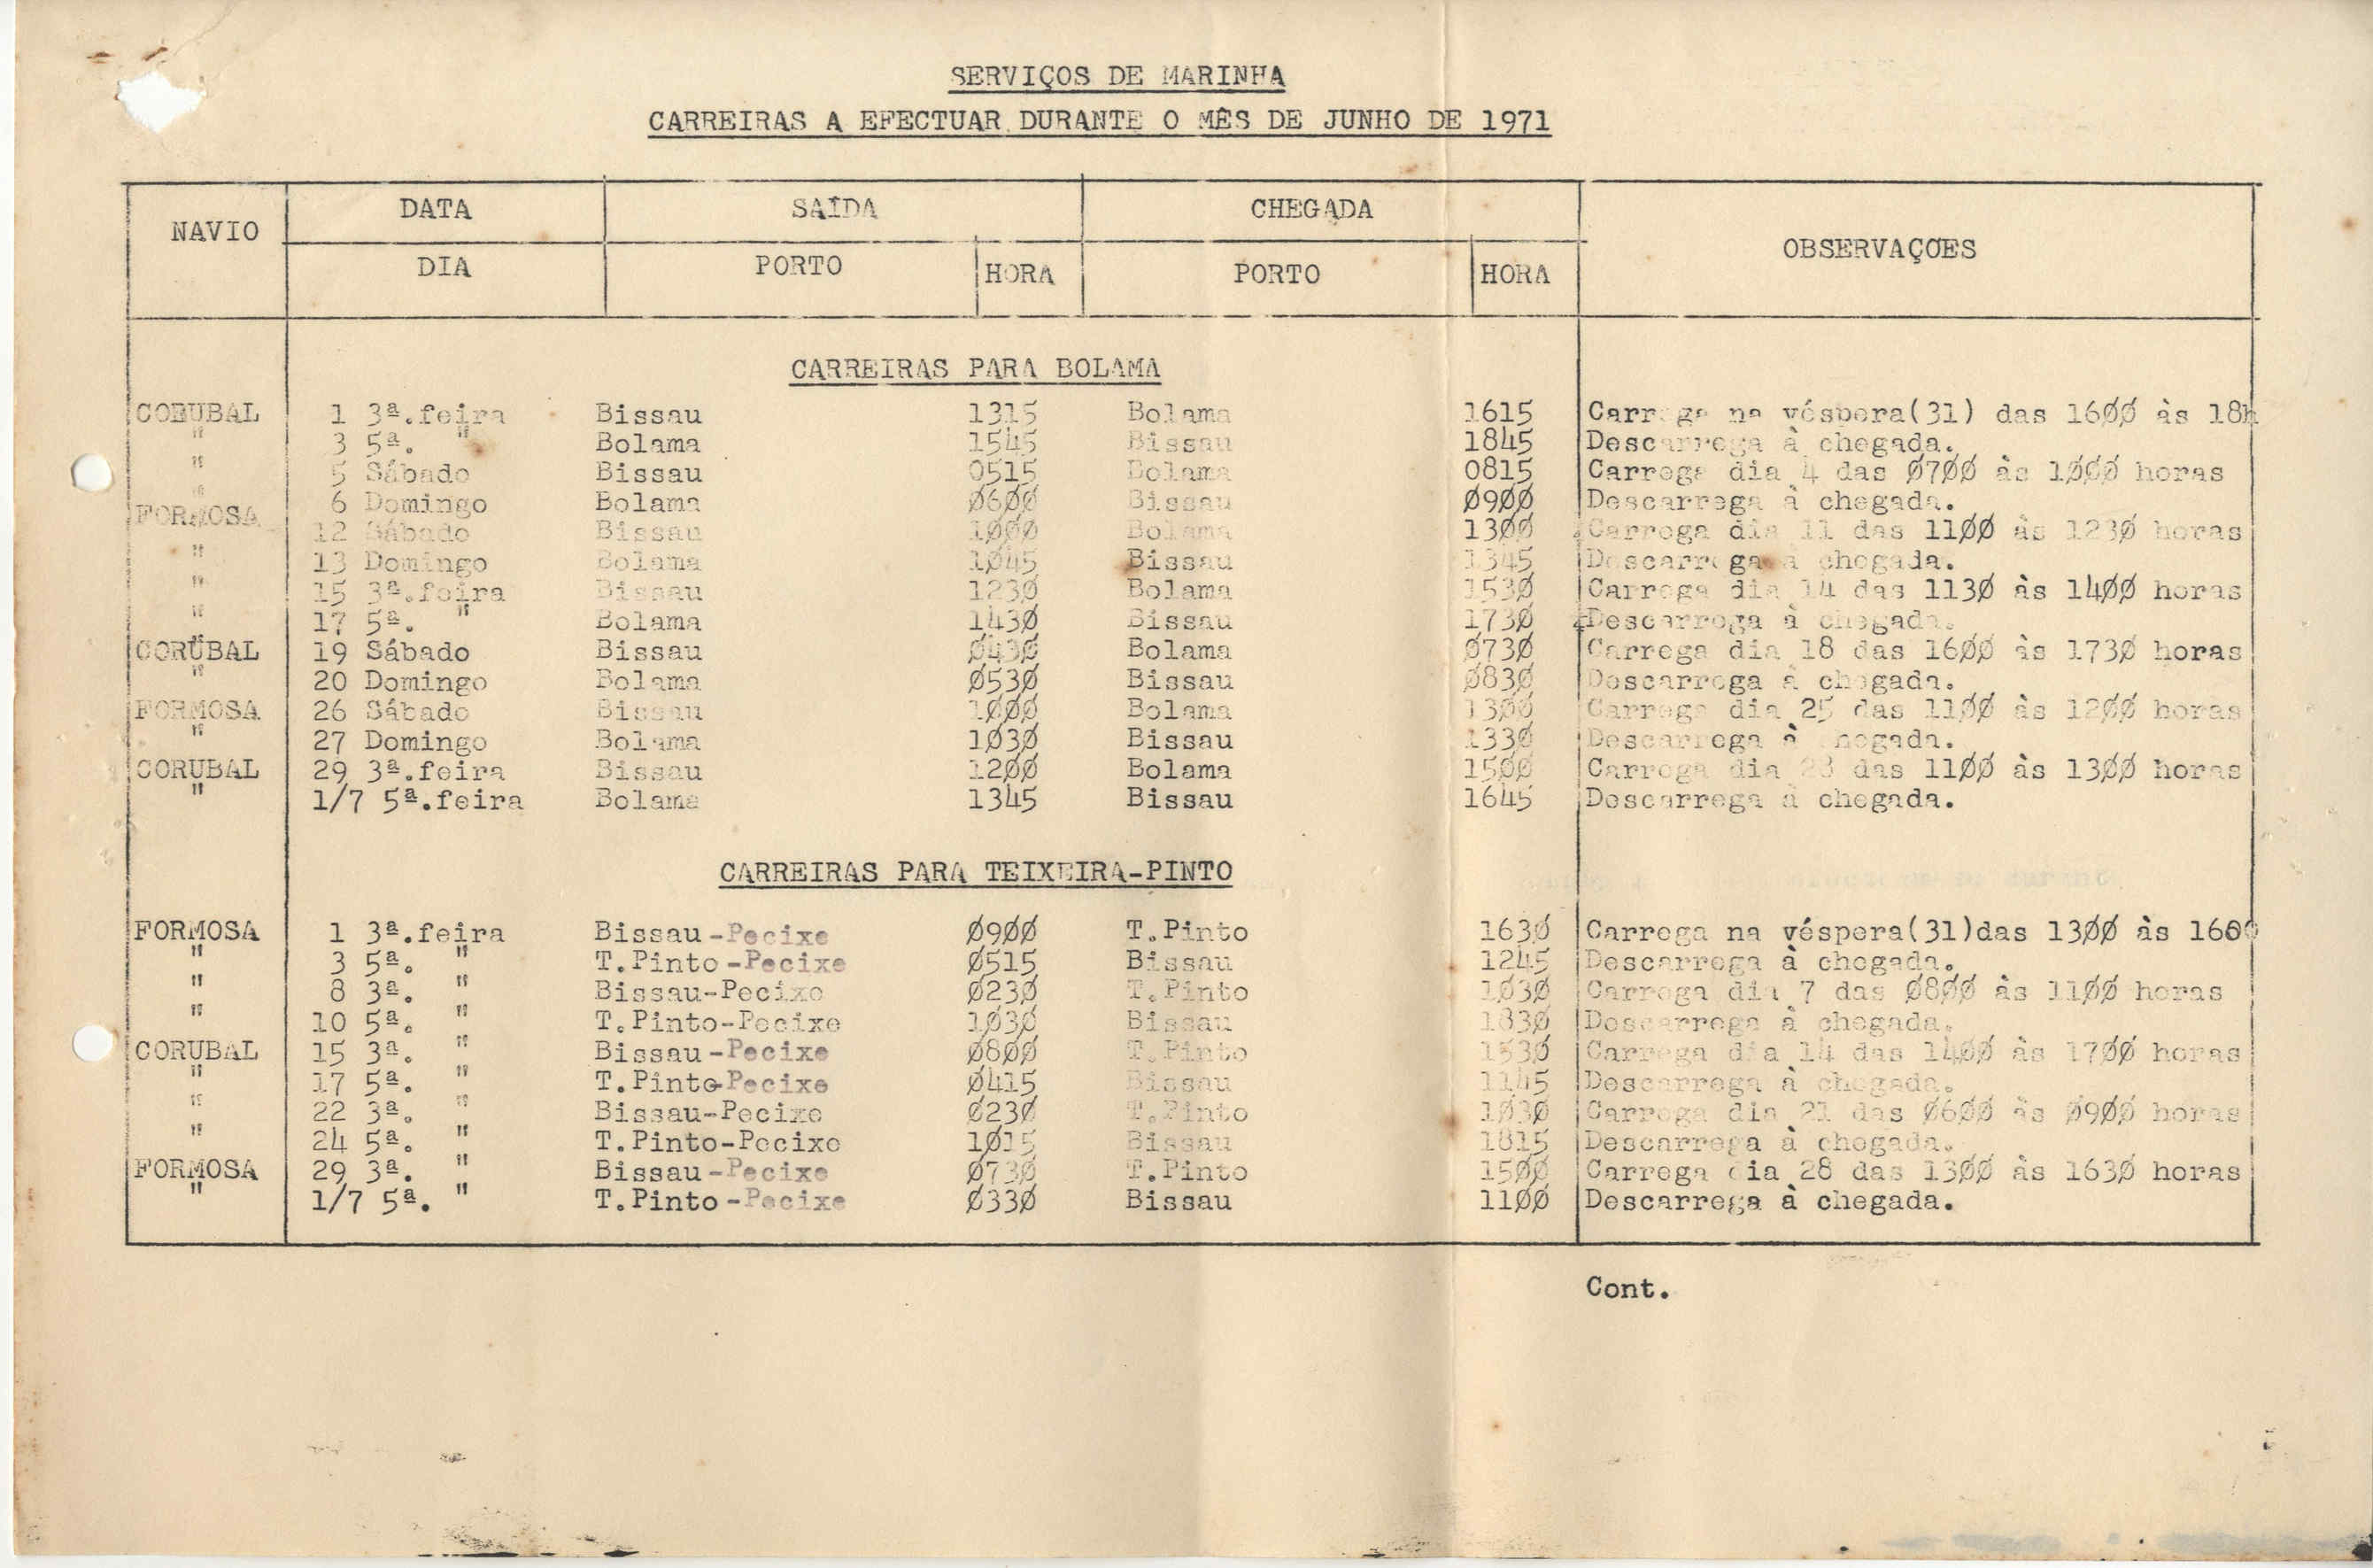 SERVIÇOS DE MARINHA
CARREIRAS A EFECTUAR DURANTE O MÊS DE JUNHO DE 1971
NAVIO DATA SAÍDA CHEGADA OBSERVAÇOES
DIA PORTO HORA PORTO HORA
CARREIRAS PARA BOLAMA
CORUBAL 1 3ª.feira Bissau 1315 Bolama 1615 Carrega na véspera(31) das 16ØØ às 18h
" 3 5ª. " Bolama 1545 Bissau 1845 Descarrega à chegada.
" 5 Sábado Bissau 0515 Bolama 0815 Carrega dia 4 das Ø7ØØ às 1ØØØ horas
" 6 Domingo Bolama Ø6ØØ Bissau Ø9ØØ Descarrega à chegada.
FORMOSA 12 Sábado Bissau 1ØØØ Bolama 13ØØ Carrega dia 11 das 11ØØ às 123Ø horas
" 13 Domingo Bolama 1Ø45 Bissau 1345 Descarrega à chegada.
" 15 3ª.feira Bissau 123Ø Bolama 153Ø Carrega dia 14 das 113Ø às 14ØØ horas
" 17 5ª. " Bolama 143Ø Bissau 173Ø Descarrega à chegada.
CORUBAL 19 Sábado Bissau Ø43Ø Bolama Ø73Ø Carrega dia 18 das 16ØØ às 173Ø horas
" 20 Domingo Bolama Ø53Ø Bissau Ø83Ø Descarrega à chegada.
FORMOSA 26 Sábado Bissau 1ØØØ Bolama 13ØØ Carrega dia 25 das 11ØØ às 12ØØ horas
" 27 Domingo Bolama 1Ø3Ø Bissau 133Ø Descarrega à chegada.
CORUBAL 29 3ª.feira Bissau 12ØØ Bolama 15ØØ Carrega dia 28 das 11ØØ às 13ØØ horas
" 1/7 5ª.feira Bolama 1345 Bissau 1645 Descarrega à chegada.
CARREIRAS PARA TEIXEIRA-PINTO
FORMOSA 1 3ª.feira Bissau-Pecixe Ø9ØØ T.Pinto 163Ø Carrega na véspera(31)das 13ØØ às 1600
" 3 5ª. " T.Pinto-Pecixe Ø515 Bissau 1245 Descarrega à chegada.
" 8 3ª. " Bissau-Pecixe Ø23Ø T.Pinto 1Ø3Ø Carrega dia 7 das Ø8ØØ às 11ØØ horas
" 10 5ª. " T.Pinto-Pecixe 1Ø3Ø Bissau 183Ø Descarrega à chegada.
CORUBAL 15 3ª. " Bissau-Pecixe Ø8ØØ T.Pinto 153Ø Carrega dia 14 das 14ØØ às 17ØØ horas
" 17 5ª. " T.Pinto-Pecixe Ø415 Bissau 1145 Descarrega à chegada.
" 22 3ª. " Bissau-Pecixe Ø23Ø T.Pinto 1Ø3Ø Carrega dia 21 das Ø6ØØ às Ø9ØØ horas
" 24 5ª. " T.Pinto-Pecixe 1Ø15 Bissau 1815 Descarrega à chegada.
FORMOSA 29 3ª. " Bissau-Pecixe Ø73Ø T.Pinto 15ØØ Carrega dia 28 das 13ØØ às 163Ø horas
" 1/7 5ª. " T.Pinto-Pecixe Ø33Ø Bissau 11ØØ Descarrega à chegada.
Cont.